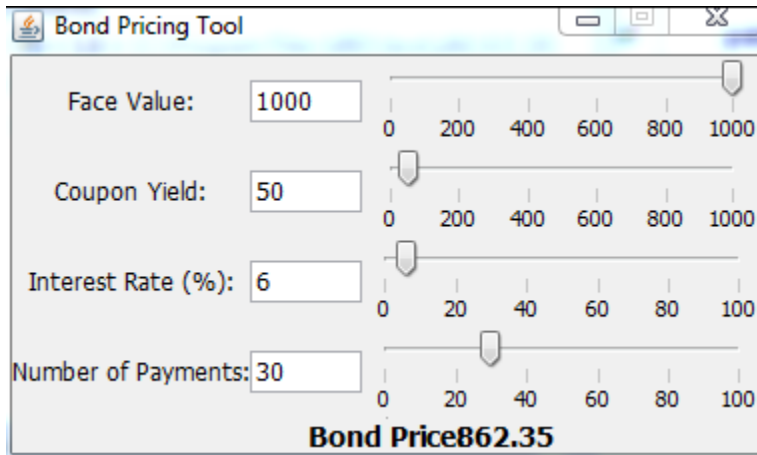 Bond Pricing Tool
Face Value: 1000
0 200 400 600 800 1000
Coupon Yield: 50
0 200 400 600 800 1000
Interest Rate (%): 6
0 20 40 60 80 100
Number of Payments: 30
0 20 40 60 80 100
Bond Price862.35